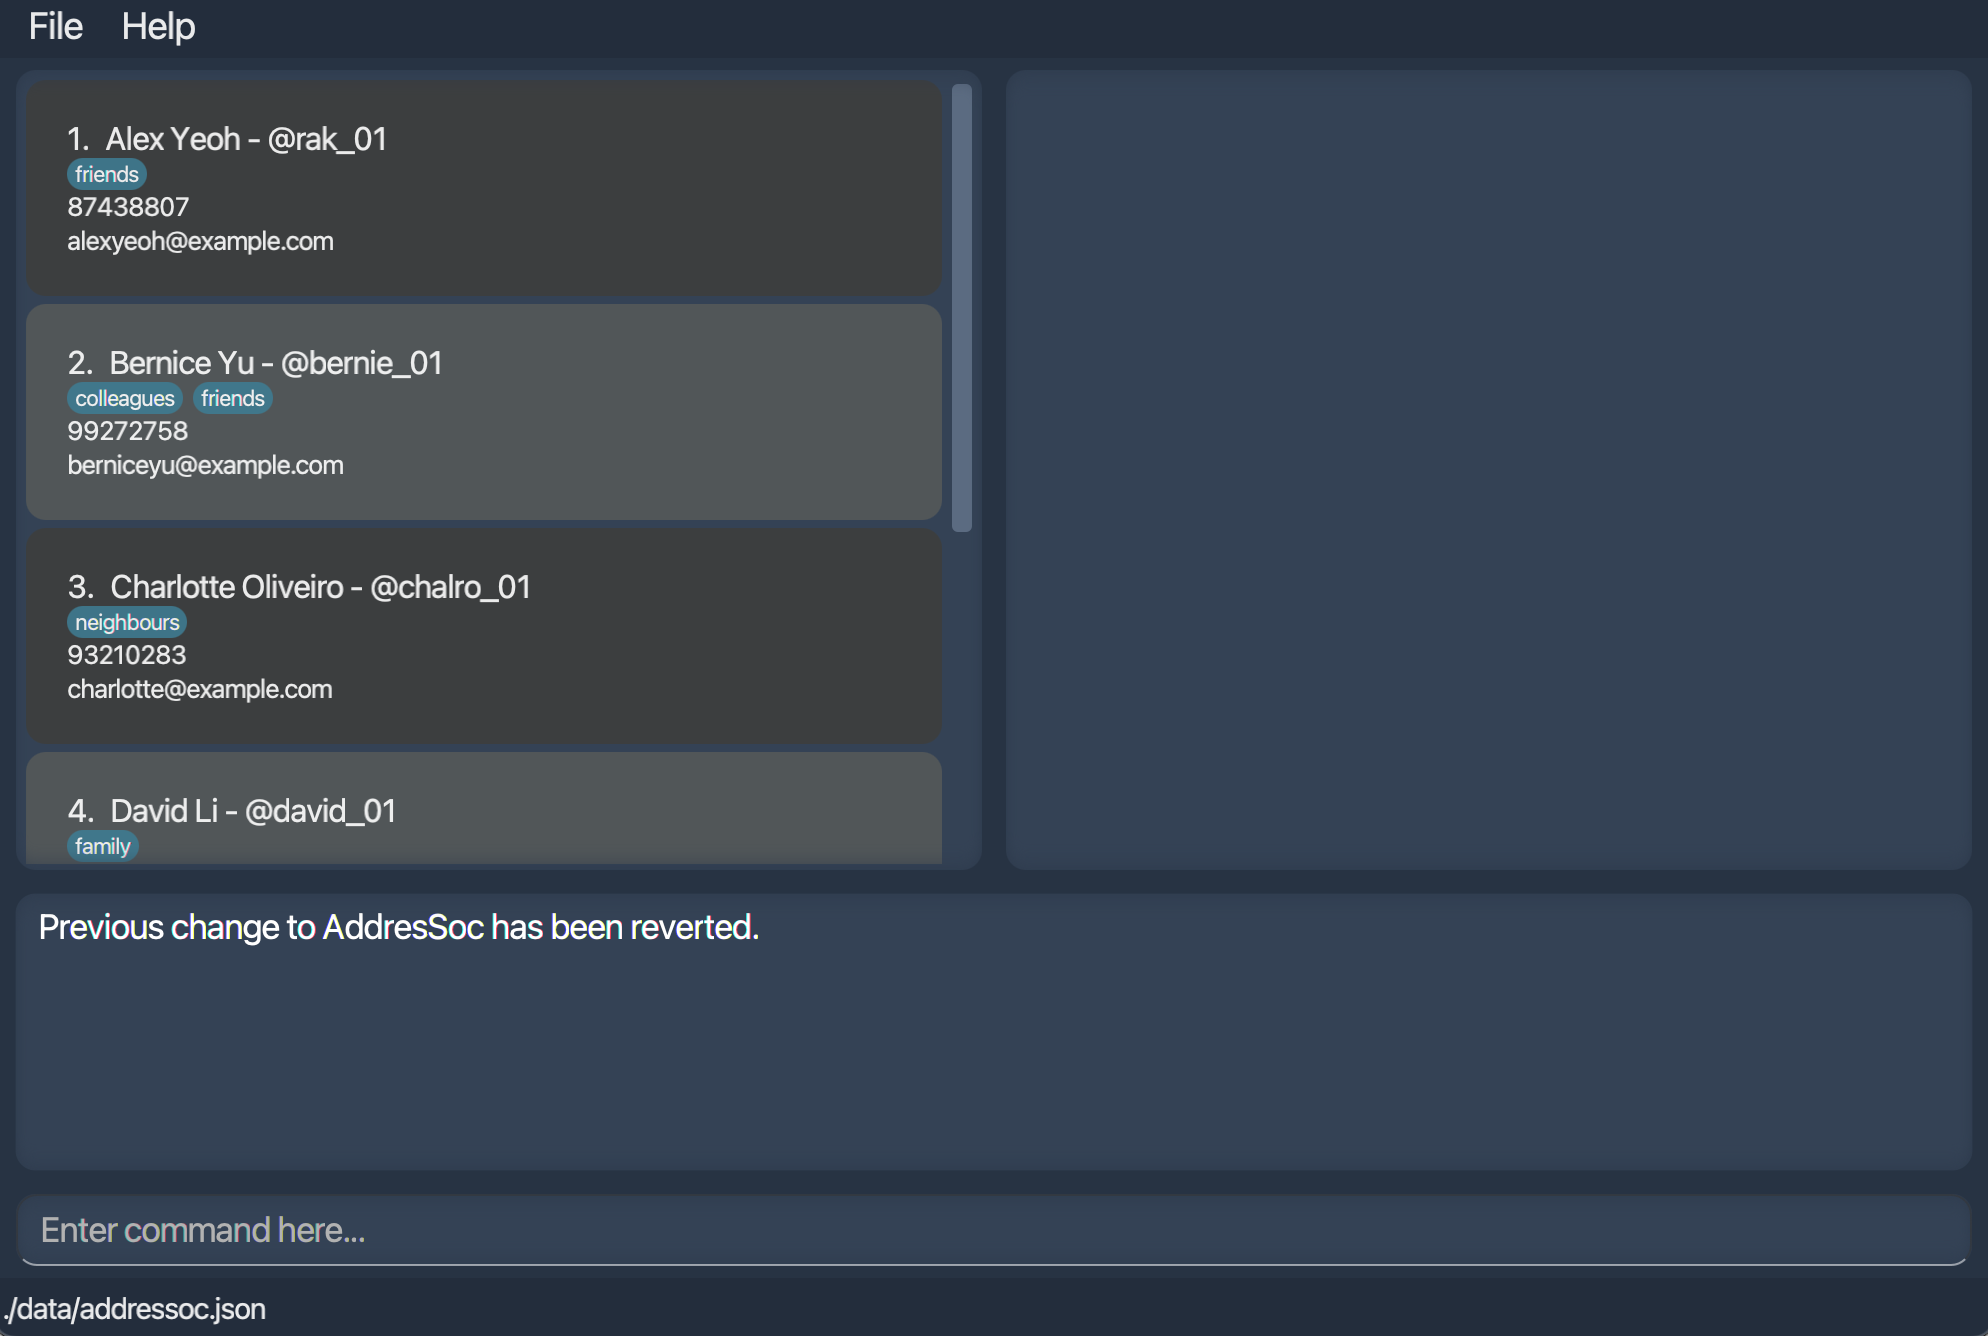 File Help
1. Alex Yeoh - @rak_01
friends
87438807
alexyeoh@example.com
2. Bernice Yu - @bernie_01
colleagues friends
99272758
berniceyu@example.com
3. Charlotte Oliveiro - @chalro_01
neighbours
93210283
charlotte@example.com
4. David Li - @david_01
family
Previous change to AddresSoc has been reverted.
Enter command here...
./data/addressoc.json